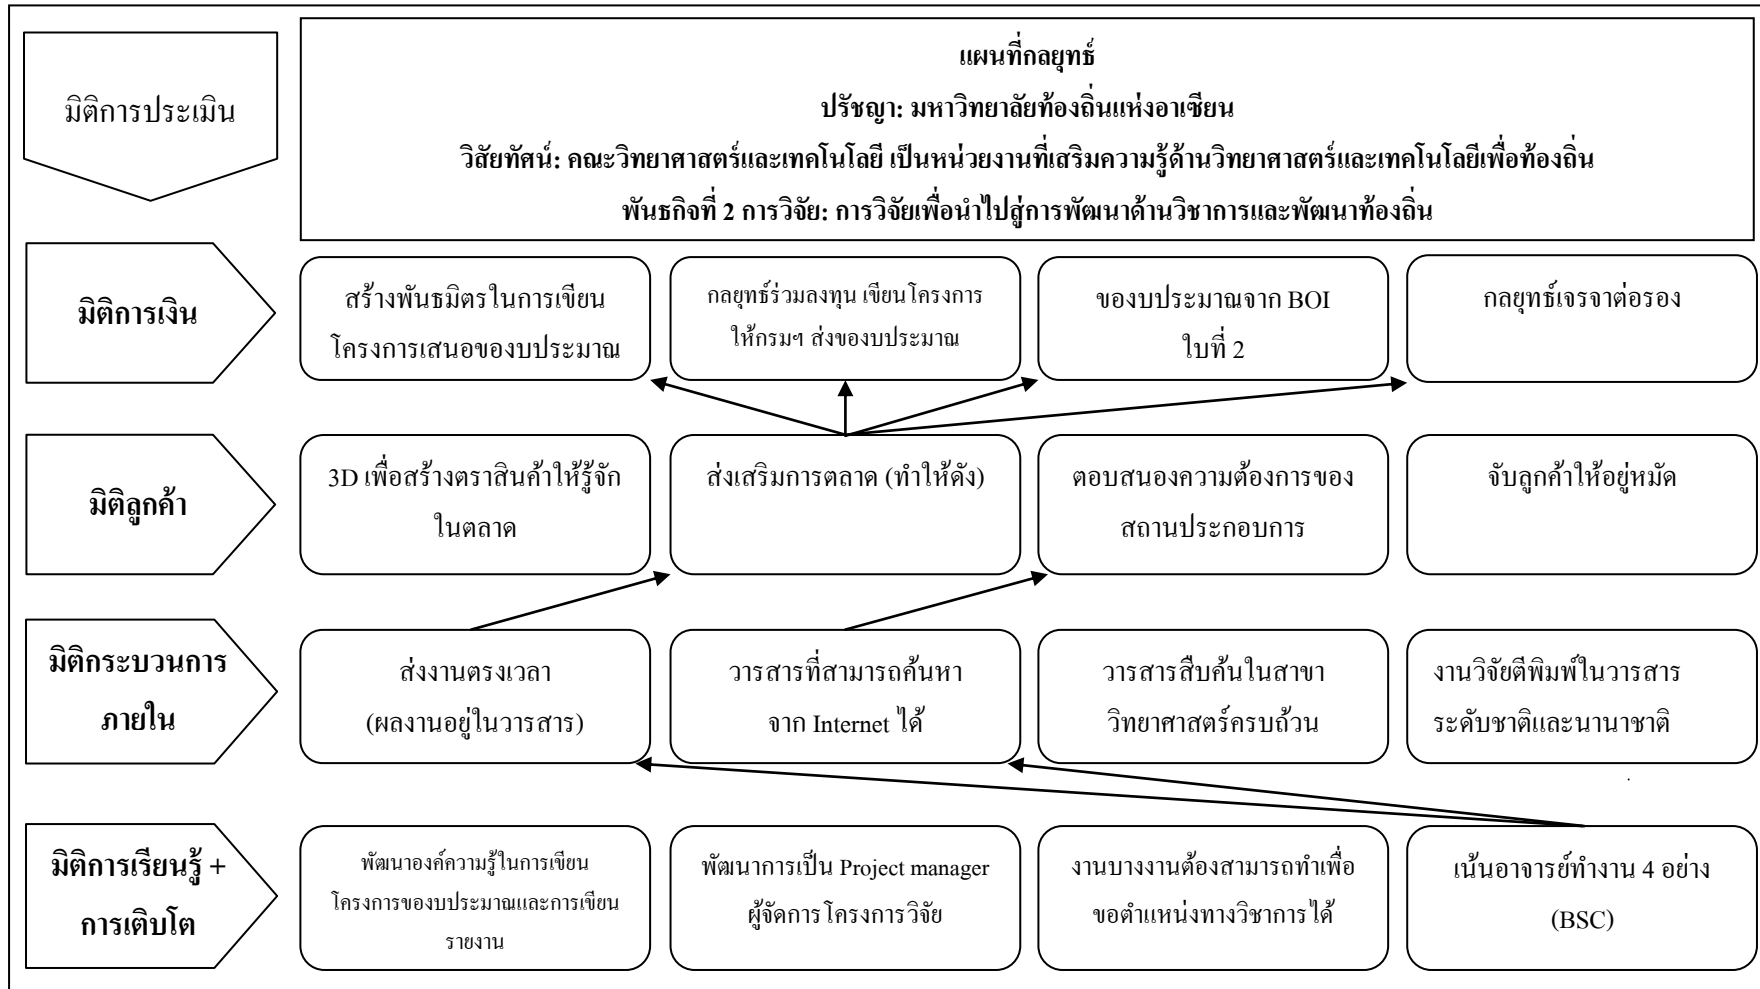 มิติการประเมิน
แผนที่กลยุทธ์
ปรัชญา: มหาวิทยาลัยท้องถิ่นแห่งอาเซียน
วิสัยทัศน์: คณะวิทยาศาสตร์และเทคโนโลยี เป็นหน่วยงานที่เสริมความรู้ด้านวิทยาศาสตร์และเทคโนโลยีเพื่อท้องถิ่น
พันธกิจที่ 2 การวิจัย: การวิจัยเพื่อนำไปสู่การพัฒนาด้านวิชาการและพัฒนาท้องถิ่น
มิติการเงิน
สร้างพันธมิตรในการเขียน
โครงการเสนอของบประมาณ
กลยุทธ์ร่วมลงทุน เขียนโครงการ
ให้กรมฯ ส่งของบประมาณ
ของบประมาณจาก BOI
ใบที่ 2
กลยุทธ์เจรจาต่อรอง
มิติลูกค้า
3D เพื่อสร้างตราสินค้าให้รู้จัก
ในตลาด
ส่งเสริมการตลาด (ทำให้ดัง)
ตอบสนองความต้องการของ
สถานประกอบการ
จับลูกค้าให้อยู่หมัด
มิติกระบวนการ
ภายใน
ส่งงานตรงเวลา
(ผลงานอยู่ในวารสาร)
วารสารที่สามารถค้นหา
จาก Internet ได้
วารสารสืบค้นในสาขา
วิทยาศาสตร์ครบถ้วน
งานวิจัยตีพิมพ์ในวารสาร
ระดับชาติและนานาชาติ
มิติการเรียนรู้ +
การเติบโต
พัฒนาองค์ความรู้ในการเขียน
โครงการของบประมาณและการเขียน
รายงาน
พัฒนาการเป็น Project manager
ผู้จัดการโครงการวิจัย
งานบางงานต้องสามารถทำเพื่อ
ขอตำแหน่งทางวิชาการได้
เน้นอาจารย์ทำงาน 4 อย่าง
(BSC)